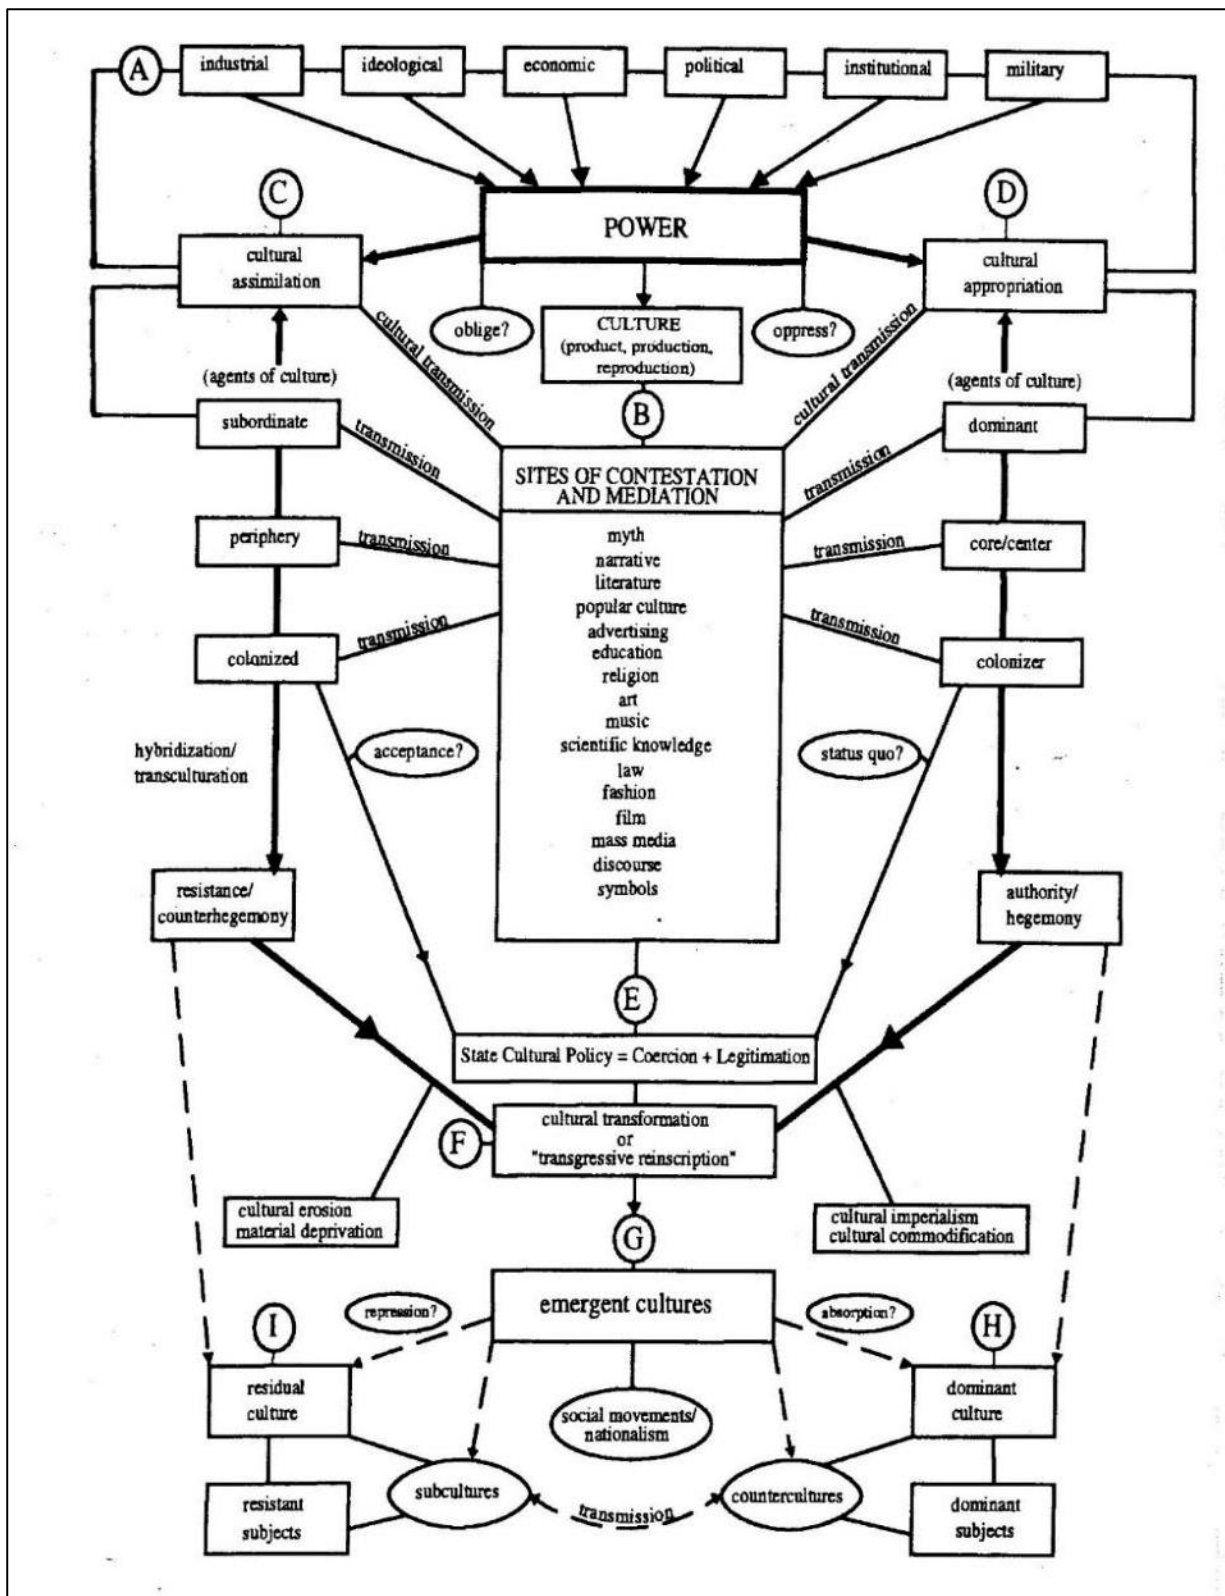 A
industrial
ideological
economic
political
institutional
military
C
POWER
D
cultural
assimilation
cultural
appropriation
cultural transmission
oblige?
CULTURE
(product, production,
reproduction)
oppress?
cultural transmission
(agents of culture)
(agents of culture)
B
subordinate
transmission
SITES OF CONTESTATION
AND MEDIATION
transmission
dominant
periphery
transmission
transmission
core/center
colonized
transmission
transmission
colonizer
myth
narrative
literature
popular culture
advertising
education
religion
art
music
scientific knowledge
law
fashion
film
mass media
discourse
symbols
hybridization/
transculturation
acceptance?
status quo?
resistance/
counterhegemony
authority/
hegemony
E
State Cultural Policy = Coercion + Legitimation
F
cultural transformation
or
"transgressive reinscription"
cultural erosion
material deprivation
cultural imperialism
cultural commodification
G
emergent cultures
repression?
absorption?
I
H
residual
culture
social movements/
nationalism
dominant
culture
subcultures
transmission
countercultures
resistant
subjects
dominant
subjects